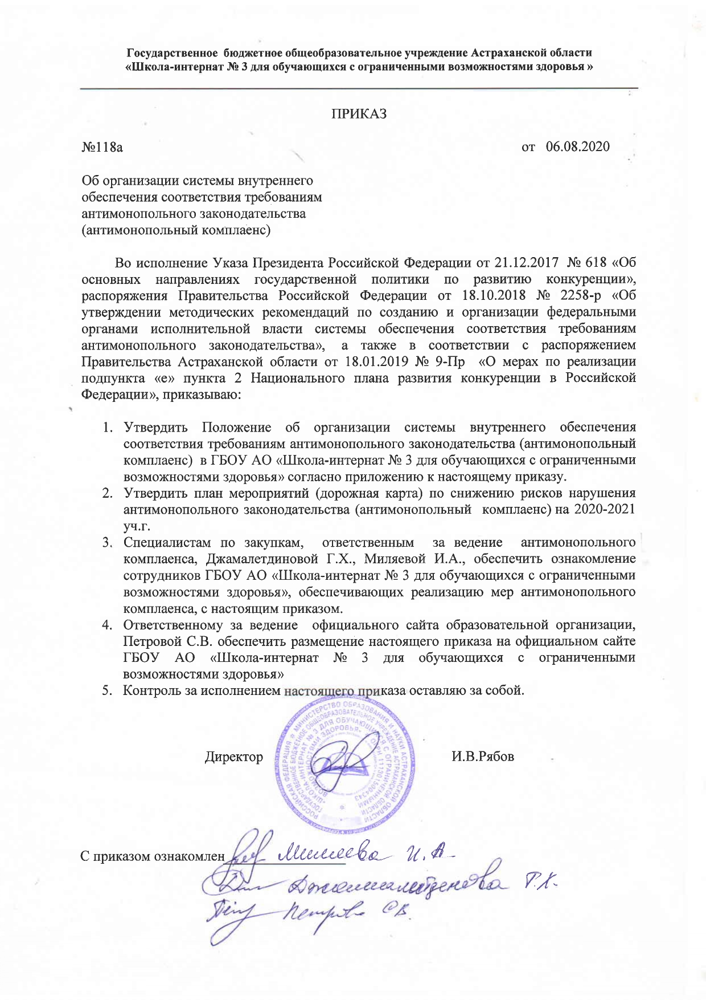 Государственное бюджетное общеобразовательное учреждение Астраханской области
«Школа-интернат № 3 для обучающихся с ограниченными возможностями здоровья »
ПРИКАЗ
№118а от 06.08.2020
Об организации системы внутреннего
обеспечения соответствия требованиям
антимонопольного законодательства
(антимонопольный комплаенс)
Во исполнение Указа Президента Российской Федерации от 21.12.2017 № 618 «Об
основных направлениях государственной политики по развитию конкуренции»,
распоряжения Правительства Российской Федерации от 18.10.2018 № 2258-р «Об
утверждении методических рекомендаций по созданию и организации федеральными
органами исполнительной власти системы обеспечения соответствия требованиям
антимонопольного законодательства», а также в соответствии с распоряжением
Правительства Астраханской области от 18.01.2019 № 9-Пр «О мерах по реализации
подпункта «е» пункта 2 Национального плана развития конкуренции в Российской
Федерации», приказываю:
1. Утвердить Положение об организации системы внутреннего обеспечения
соответствия требованиям антимонопольного законодательства (антимонопольный
комплаенс) в ГБОУ АО «Школа-интернат № 3 для обучающихся с ограниченными
возможностями здоровья» согласно приложению к настоящему приказу.
2. Утвердить план мероприятий (дорожная карта) по снижению рисков нарушения
антимонопольного законодательства (антимонопольный комплаенс) на 2020-2021
уч.г.
3. Специалистам по закупкам, ответственным за ведение антимонопольного
комплаенса, Джамалетдиновой Г.Х., Миляевой И.А., обеспечить ознакомление
сотрудников ГБОУ АО «Школа-интернат № 3 для обучающихся с ограниченными
возможностями здоровья», обеспечивающих реализацию мер антимонопольного
комплаенса, с настоящим приказом.
4. Ответственному за ведение официального сайта образовательной организации,
Петровой С.В. обеспечить размещение настоящего приказа на официальном сайте
ГБОУ АО «Школа-интернат № 3 для обучающихся с ограниченными
возможностями здоровья»
5. Контроль за исполнением настоящего приказа оставляю за собой.
РОССИЙСКАЯ ФЕДЕРАЦИЯ * МИНИСТЕРСТВО ОБРАЗОВАНИЯ И НАУКИ АСТРАХАНСКОЙ ОБЛАСТИ
ГОСУДАРСТВЕННОЕ БЮДЖЕТНОЕ ОБЩЕОБРАЗОВАТЕЛЬНОЕ УЧРЕЖДЕНИЕ АСТРАХАНСКОЙ ОБЛАСТИ
«ШКОЛА-ИНТЕРНАТ № 3 ДЛЯ ОБУЧАЮЩИХСЯ С ОГРАНИЧЕННЫМИ
ВОЗМОЖНОСТЯМИ ЗДОРОВЬЯ»
Директор И.В.Рябов
С приказом ознакомлен Миляева И.А.
Джамалетдинова Г.Х.
Петрова С.В.